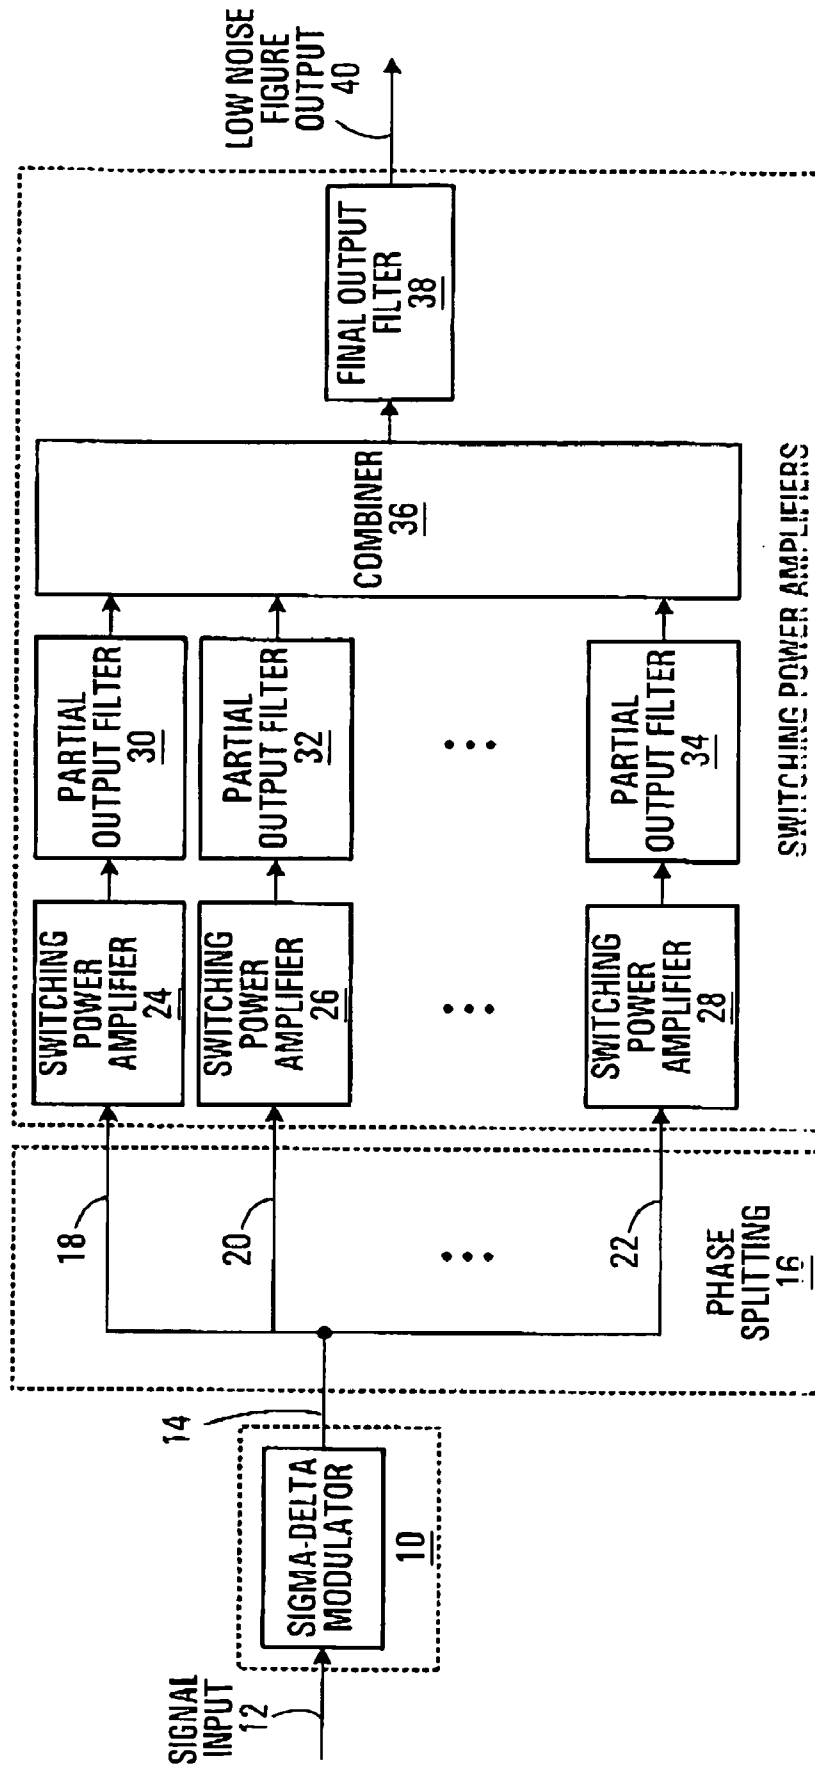 SIGNAL
INPUT
12
SIGMA-DELTA
MODULATOR
10
14
18
20
22
PHASE
SPLITTING
16
SWITCHING
POWER
AMPLIFIER
24
SWITCHING
POWER
AMPLIFIER
26
SWITCHING
POWER
AMPLIFIER
28
PARTIAL
OUTPUT FILTER
30
PARTIAL
OUTPUT FILTER
32
PARTIAL
OUTPUT FILTER
34
COMBINER
36
FINAL OUTPUT
FILTER
38
LOW NOISE
FIGURE
OUTPUT
40
SWITCHING POWER AMPLIFIERS